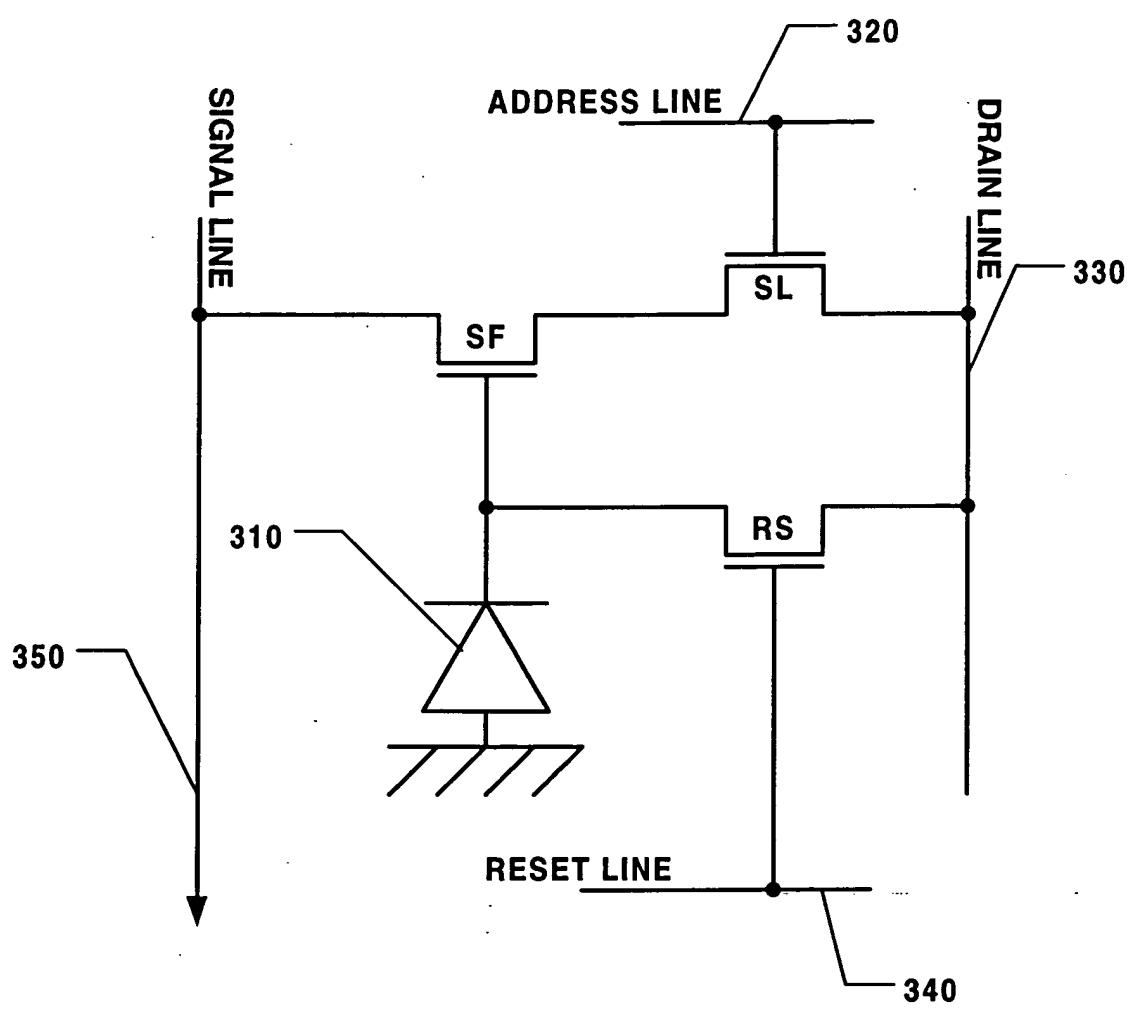 320
ADDRESS LINE
SIGNAL LINE
DRAIN LINE
330
SL
SF
RS
310
350
RESET LINE
340